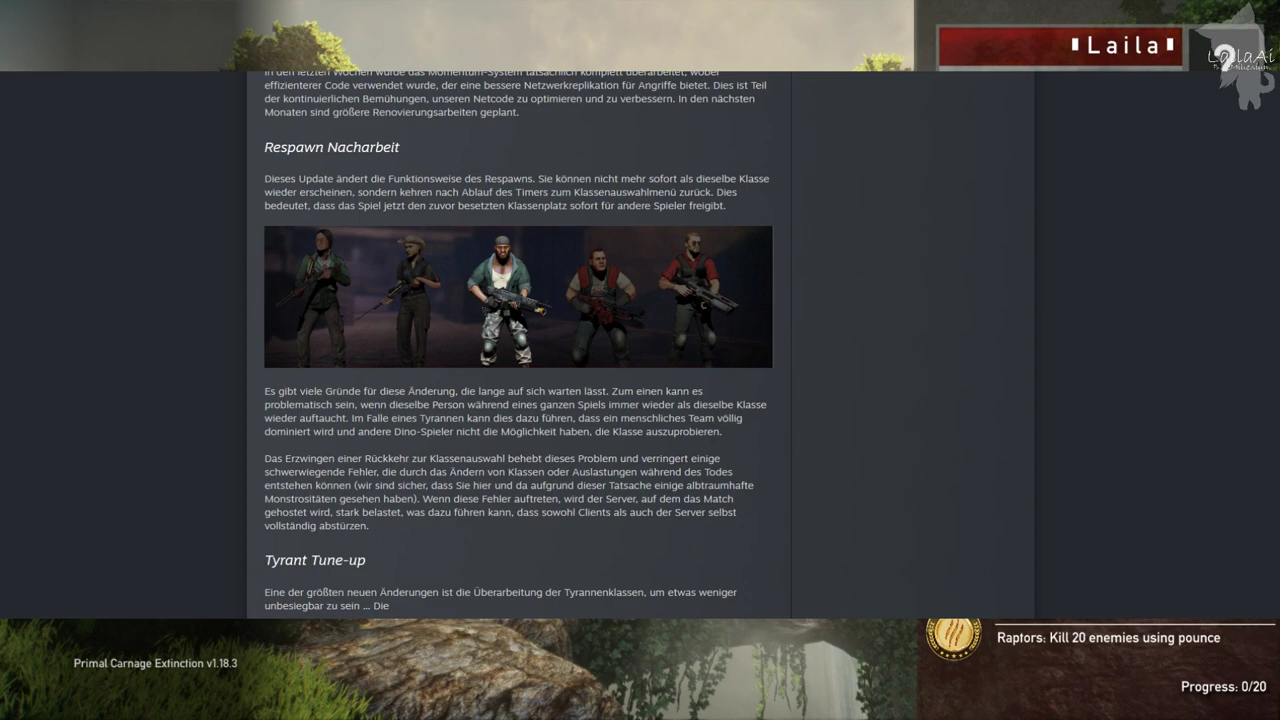 Laila
LailaAi
In den letzten Wochen wurde das Momentum-System tatsächlich komplett überarbeitet, wobei
effizienterer Code verwendet wurde, der eine bessere Netzwerkreplikation für Angriffe bietet. Dies ist Teil
der kontinuierlichen Bemühungen, unseren Netcode zu optimieren und zu verbessern. In den nächsten
Monaten sind größere Renovierungsarbeiten geplant.
Respawn Nacharbeit
Dieses Update ändert die Funktionsweise des Respawns. Sie können nicht mehr sofort als dieselbe Klasse
wieder erscheinen, sondern kehren nach Ablauf des Timers zum Klassenauswahlmenü zurück. Dies
bedeutet, dass das Spiel jetzt den zuvor besetzten Klassenplatz sofort für andere Spieler freigibt.
Es gibt viele Gründe für diese Änderung, die lange auf sich warten lässt. Zum einen kann es
problematisch sein, wenn dieselbe Person während eines ganzen Spiels immer wieder als dieselbe Klasse
wieder auftaucht. Im Falle eines Tyrannen kann dies dazu führen, dass ein menschliches Team völlig
dominiert wird und andere Dino-Spieler nicht die Möglichkeit haben, die Klasse auszuprobieren.
Das Erzwingen einer Rückkehr zur Klassenauswahl behebt dieses Problem und verringert einige
schwerwiegende Fehler, die durch das Ändern von Klassen oder Auslastungen während des Todes
entstehen können (wir sind sicher, dass Sie hier und da aufgrund dieser Tatsache einige albtraumhafte
Monstrositäten gesehen haben). Wenn diese Fehler auftreten, wird der Server, auf dem das Match
gehostet wird, stark belastet, was dazu führen kann, dass sowohl Clients als auch der Server selbst
vollständig abstürzen.
Tyrant Tune-up
Eine der größten neuen Änderungen ist die Überarbeitung der Tyrannenklassen, um etwas weniger
unbesiegbar zu sein ... Die
Raptors: Kill 20 enemies using pounce
Primal Carnage Extinction v1.18.3
Progress: 0/20